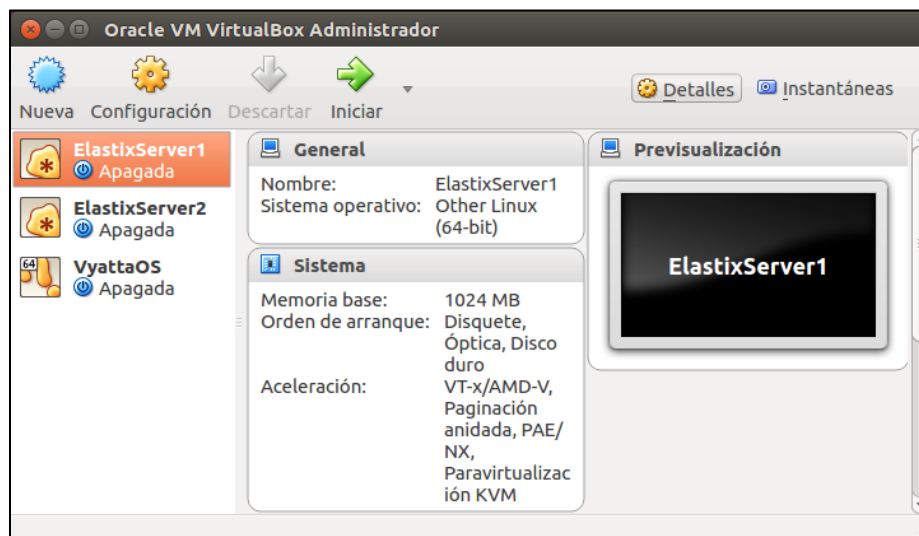 Oracle VM VirtualBox Administrador
Nueva Configuración Descartar Iniciar
Detalles Instantáneas
ElastixServer1
Apagada
ElastixServer2
Apagada
64
VyattaOS
Apagada
General
Nombre: ElastixServer1
Sistema operativo: Other Linux
(64-bit)
Sistema
Memoria base: 1024 MB
Orden de arranque: Disquete,
Óptica, Disco
duro
Aceleración: VT-x/AMD-V,
Paginación
anidada, PAE/
NX,
Paravirtualizac
ión KVM
Previsualización
ElastixServer1